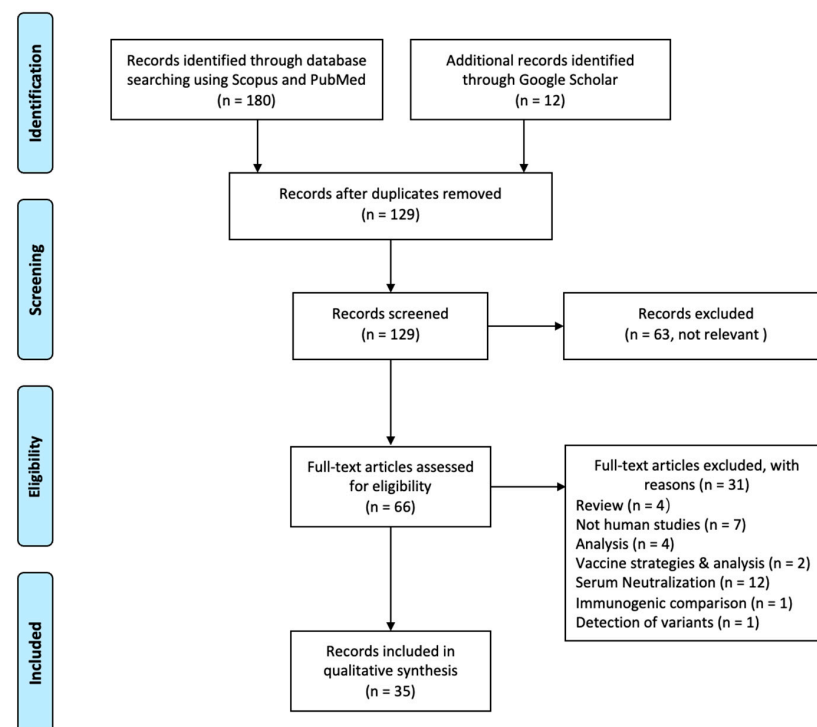 Identification
Records identified through database
searching using Scopus and PubMed
(n = 180)
Additional records identified
through Google Scholar
(n = 12)
Records after duplicates removed
(n = 129)
Screening
Records screened
(n = 129)
Records excluded
(n = 63, not relevant )
Eligibility
Full-text articles assessed
for eligibility
(n = 66)
Full-text articles excluded, with
reasons (n = 31)
Review (n = 4)
Not human studies (n = 7)
Analysis (n = 4)
Vaccine strategies & analysis (n = 2)
Serum Neutralization (n = 12)
Immunogenic comparison (n = 1)
Detection of variants (n = 1)
Included
Records included in
qualitative synthesis
(n = 35)